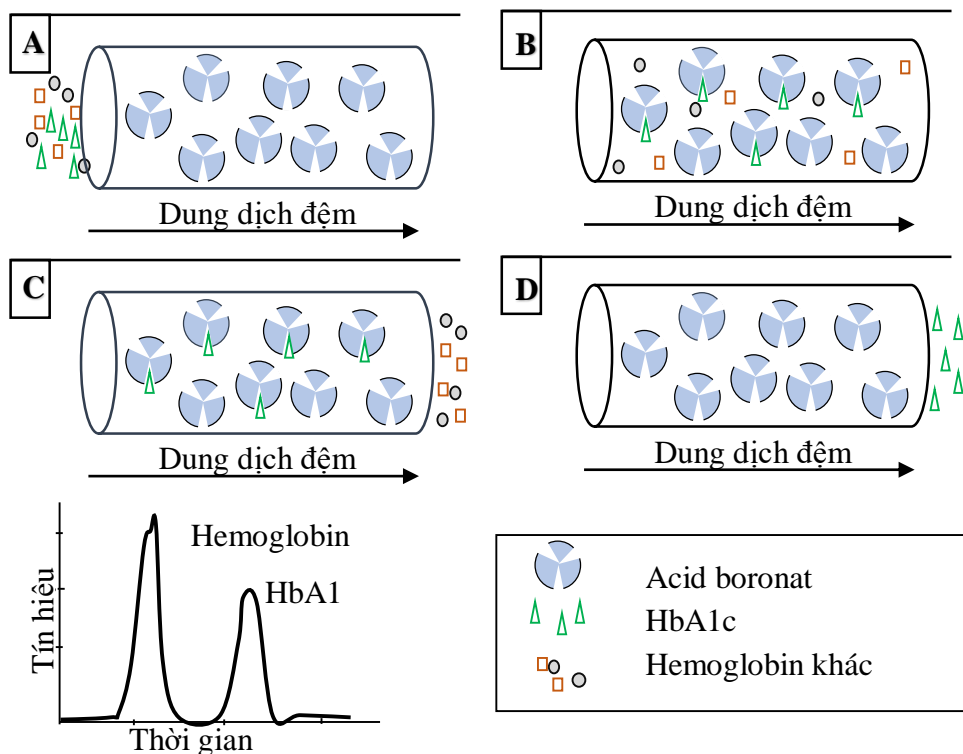 A
Dung dịch đệm
B
Dung dịch đệm
C
Dung dịch đệm
D
Dung dịch đệm
Tín hiêu
Hemoglobin
HbA1
Thời gian
Acid boronat
HbA1c
Hemoglobin khác